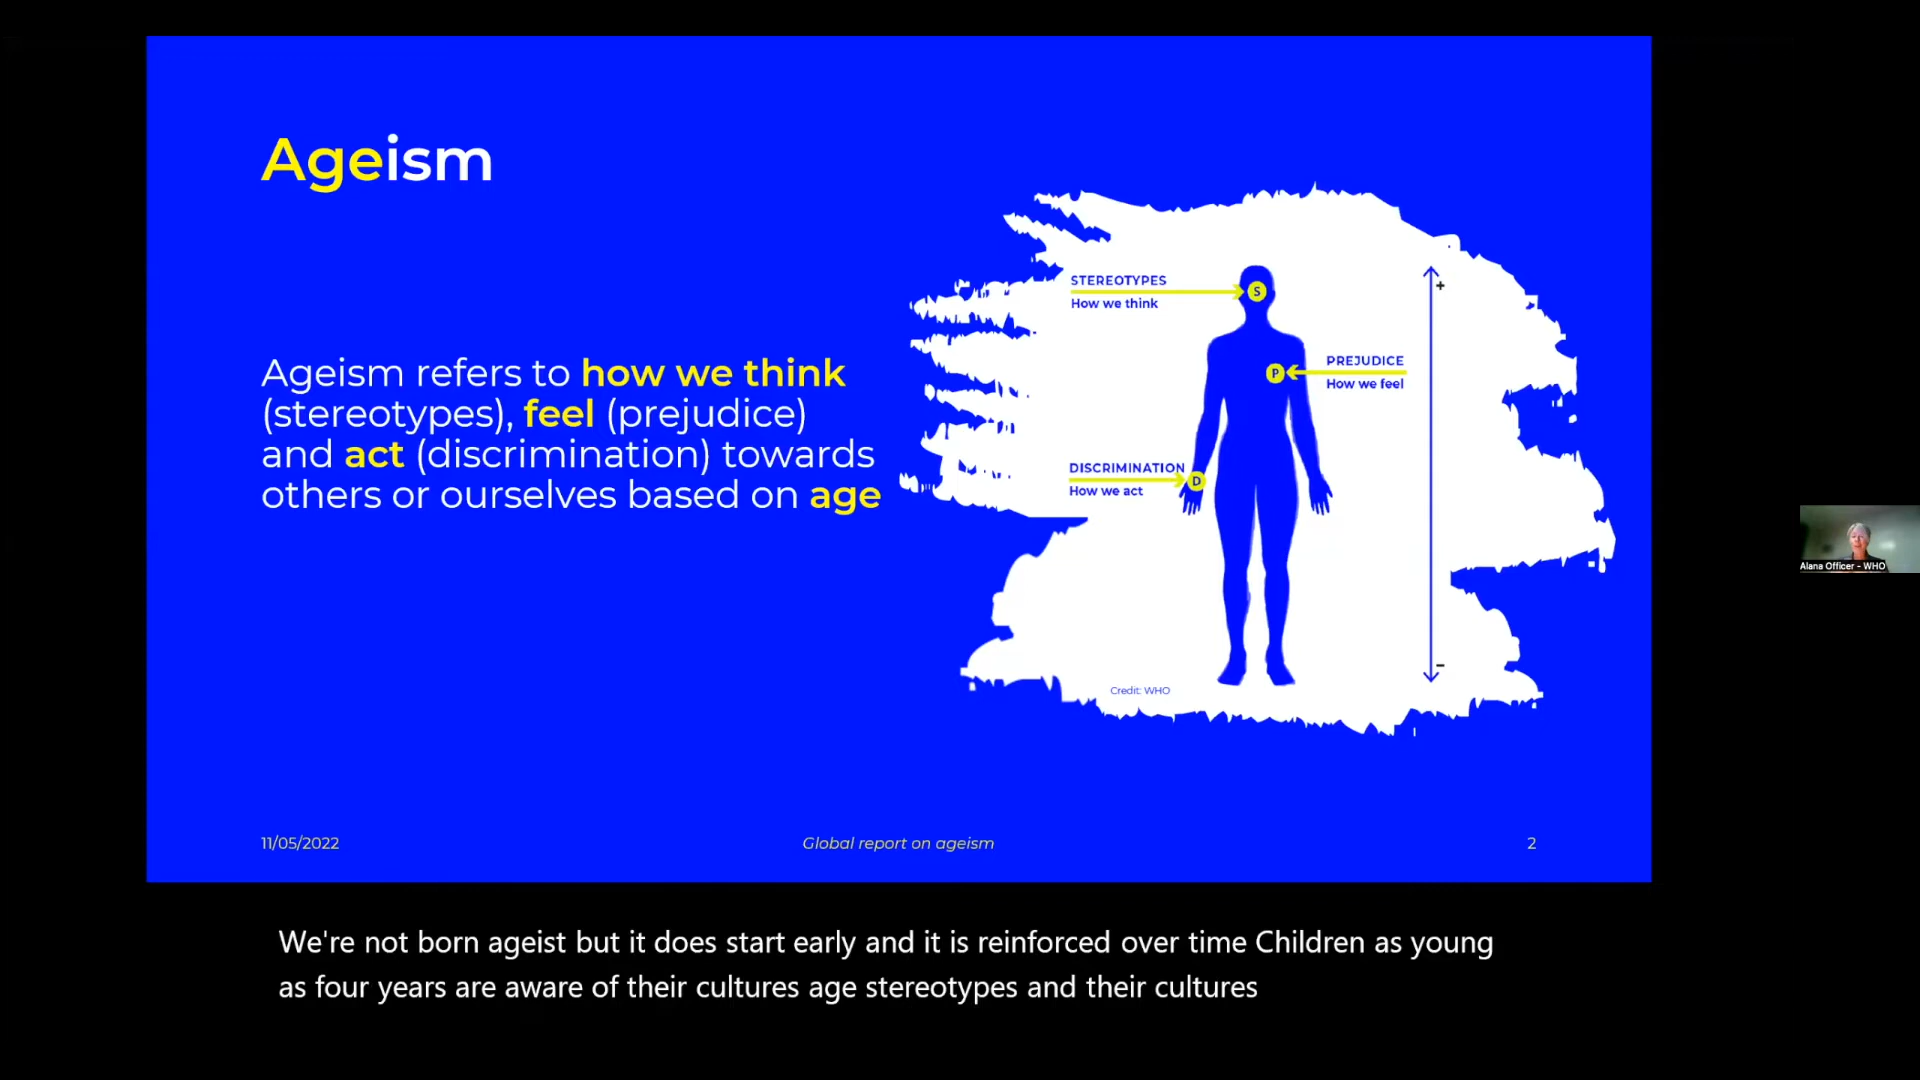 Ageism
Ageism refers to how we think
(stereotypes), feel (prejudice)
and act (discrimination) towards
others or ourselves based on age
STEREOTYPES
How we think
S
PREJUDICE
How we feel
P
DISCRIMINATION
How we act
D
+
-
Credit: WHO
11/05/2022
Global report on ageism
2
Alana Officer - WHO
We're not born ageist but it does start early and it is reinforced over time Children as young
as four years are aware of their cultures age stereotypes and their cultures